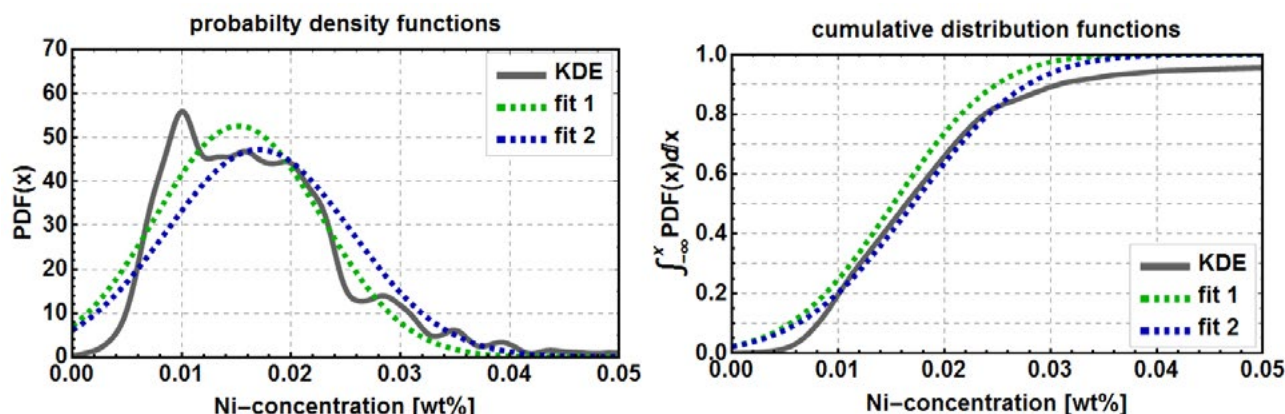 probabilty density functions
PDF(x)
70
60
50
40
30
20
10
0
KDE
fit 1
fit 2
0.00 0.01 0.02 0.03 0.04 0.05
Ni-concentration [wt%]
cumulative distribution functions
∫_{-∞}^{x} PDF(x)dx
1.0
0.8
0.6
0.4
0.2
0.0
KDE
fit 1
fit 2
0.00 0.01 0.02 0.03 0.04 0.05
Ni-concentration [wt%]